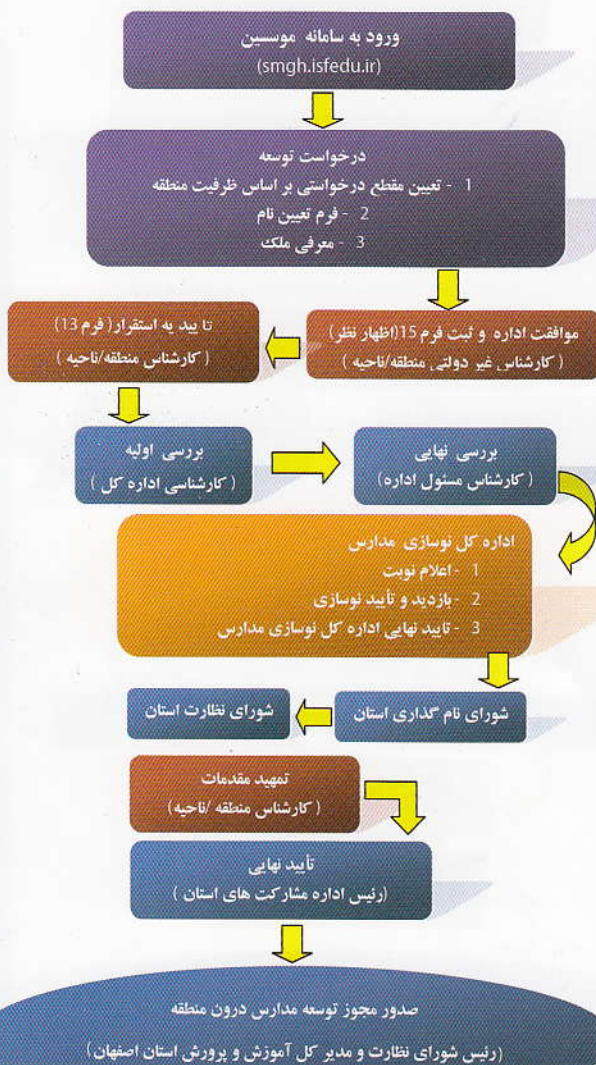 ورود به سامانه موسسین
(smgh.isfedu.ir)
درخواست توسعه
1 - تعیین مقطع درخواستی بر اساس ظرفیت منطقه
2 - فرم تعیین نام
3 - معرفی ملک
موافقت اداره و ثبت فرم 15(اظهار نظر)
( کارشناس غیر دولتی منطقه/ناحیه )
تا یید یه استقرار( فرم 13)
( کارشناس منطقه/ناحیه )
بررسی اولیه
( کارشناسی اداره کل )
بررسی نهایی
( کارشناس مسئول اداره)
اداره کل نوسازی مدارس
1 - اعلام نوبت
2 - بازدید و تأیید نوسازی
3 - تایید نهایی اداره کل نوسازی مدارس
شورای نام گذاری استان
شورای نظارت استان
تمهید مقدمات
( کارشناس منطقه /ناحیه)
تأیید نهایی
(رئیس اداره مشارکت های استان )
صدور مجوز توسعه مدارس درون منطقه
(رئیس شورای نظارت و مدیر کل آموزش و پرورش استان اصفهان)